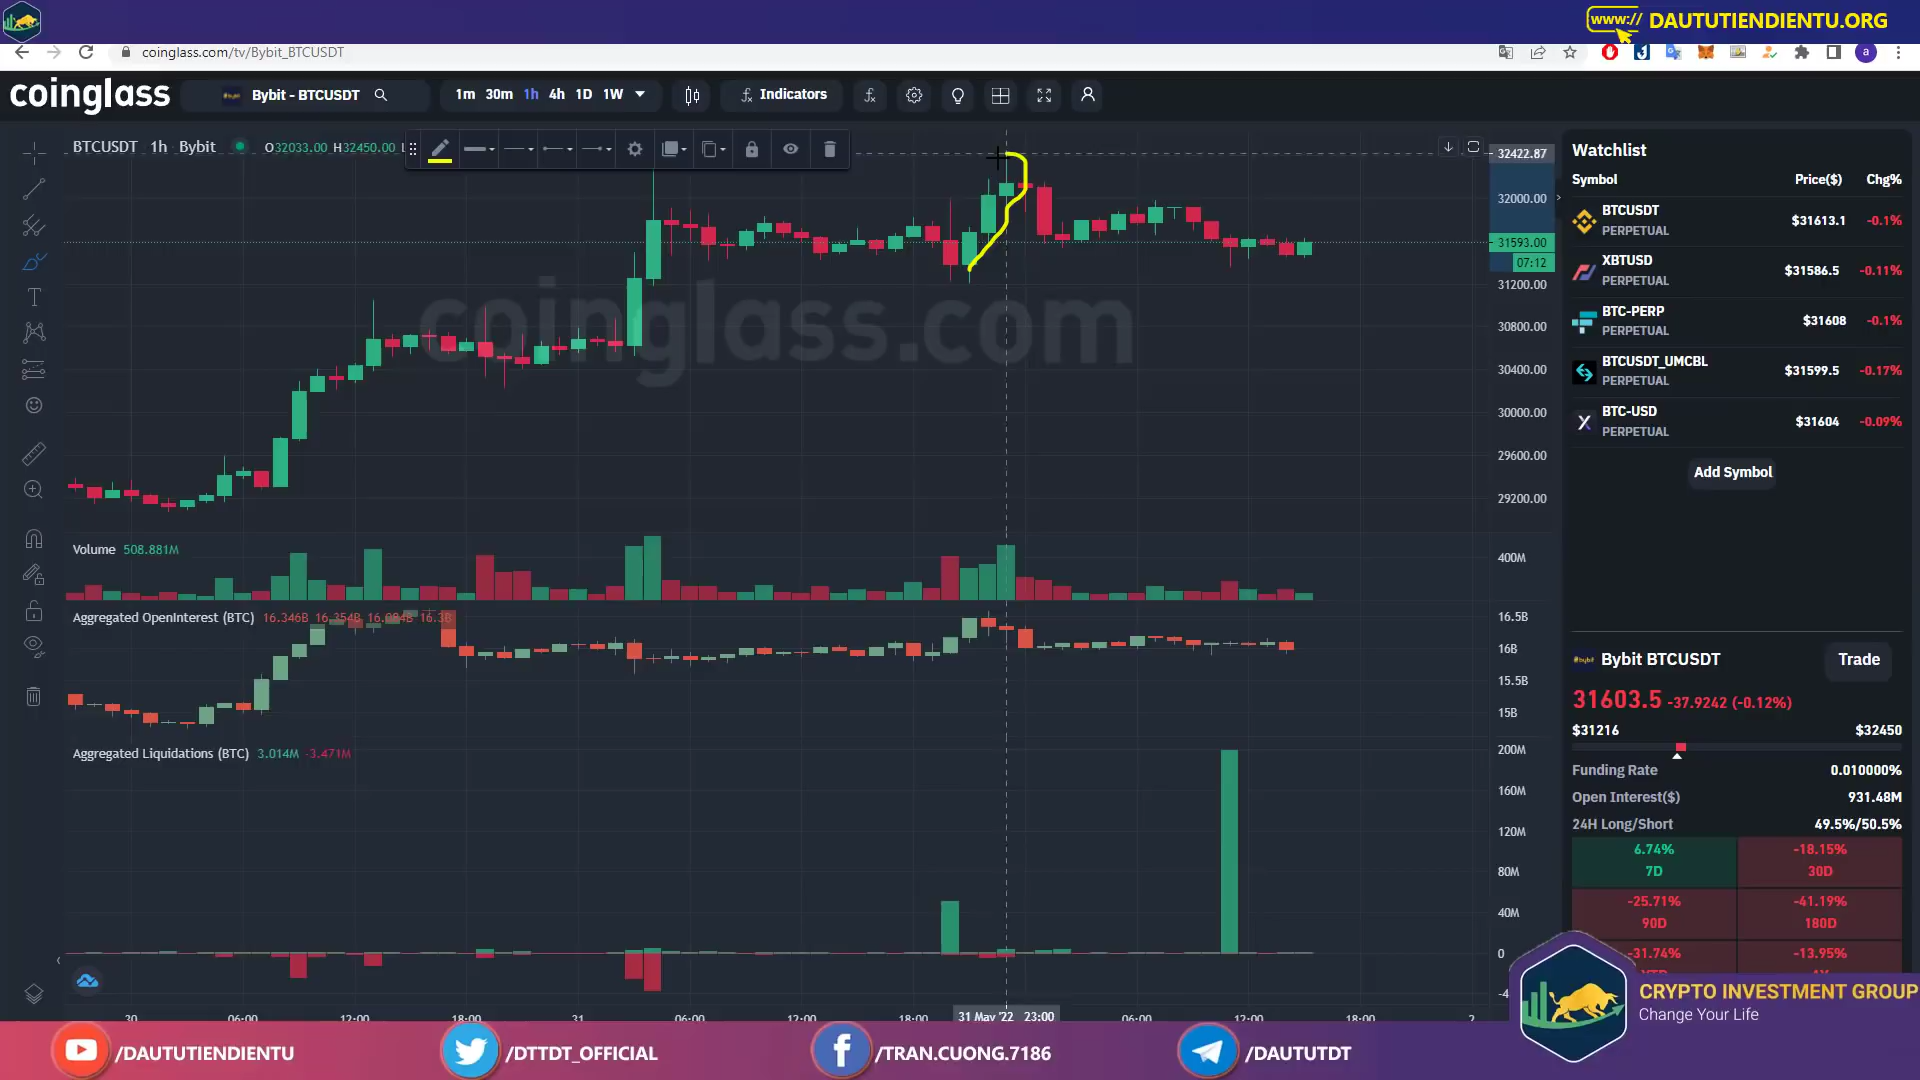 www.// DAUTUTIENDIENTU.ORG
coinglass.com/tv/Bybit_BTCUSDT
a
coinglass
Bybit - BTCUSDT
1m 30m 1h 4h 1D 1W
Indicators
BTCUSDT 1h Bybit O32033.00 H32450.00 L
32422.87
32000.00
31593.00
07:12
31200.00
30800.00
30400.00
30000.00
29600.00
29200.00
coinglass.com
Volume 508.881M
400M
Aggregated OpenInterest (BTC) 16.346B 16.354B 16.084B 16.3B
16.5B
16B
15.5B
15B
Aggregated Liquidations (BTC) 3.014M -3.471M
200M
160M
120M
80M
40M
0
-4
30 06:00 12:00 18:00 31 06:00 12:00 18:00 31 May '22 23:00 06:00 12:00 18:00 2
Watchlist
Symbol Price($) Chg%
BTCUSDT
PERPETUAL
$31613.1 -0.1%
XBTUSD
PERPETUAL
$31586.5 -0.11%
BTC-PERP
PERPETUAL
$31608 -0.1%
BTCUSDT_UMCBL
PERPETUAL
$31599.5 -0.17%
BTC-USD
PERPETUAL
$31604 -0.09%
Add Symbol
Bybit BTCUSDT Trade
31603.5 -37.9242 (-0.12%)
$31216 $32450
Funding Rate 0.010000%
Open Interest($) 931.48M
24H Long/Short 49.5%/50.5%
6.74% -18.15%
7D 30D
-25.71% -41.19%
90D 180D
-31.74% -13.95%
CRYPTO INVESTMENT GROUP
Change Your Life
/DAUTUTIENDIENTU
/DTTDT_OFFICIAL
/TRAN.CUONG.7186
/DAUTUTDT